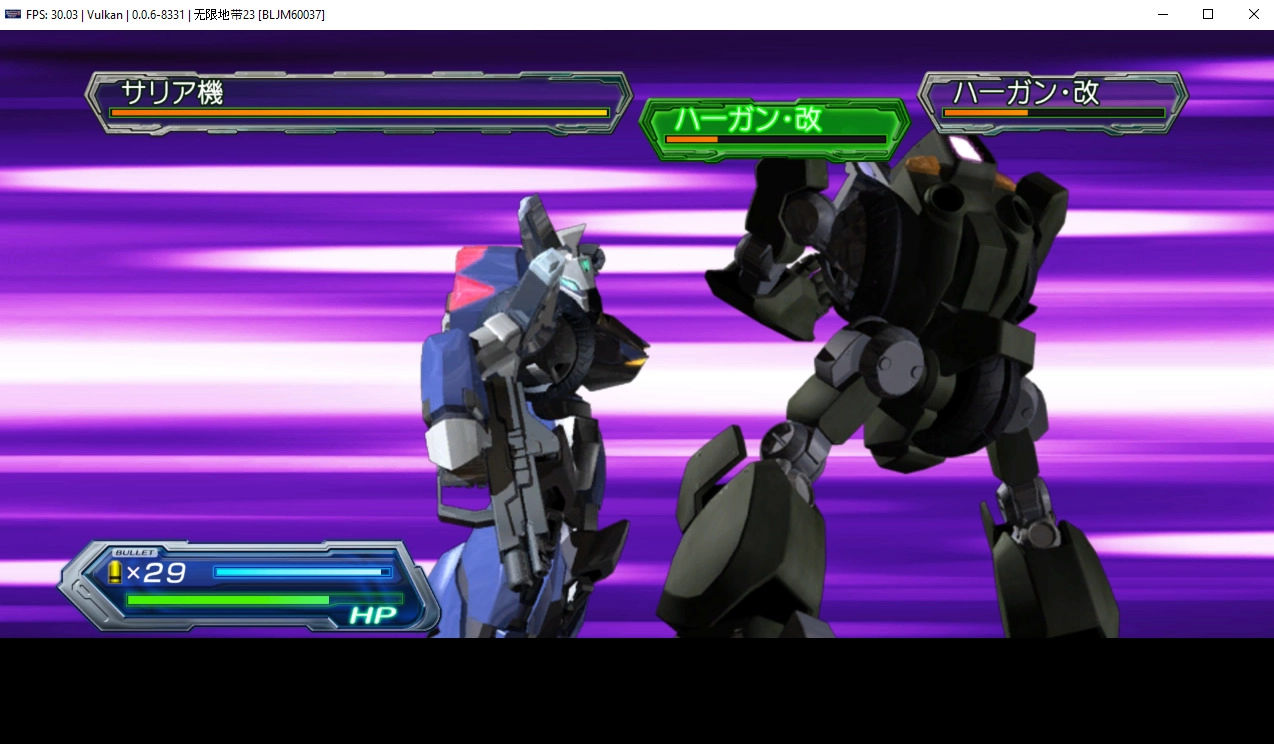 FPS: 30.03 | Vulkan | 0.0.6-8331 | 无限地带23 [BLJM60037]
サリア機
ハーガン・改
ハーガン・改
BULLET
×29
HP